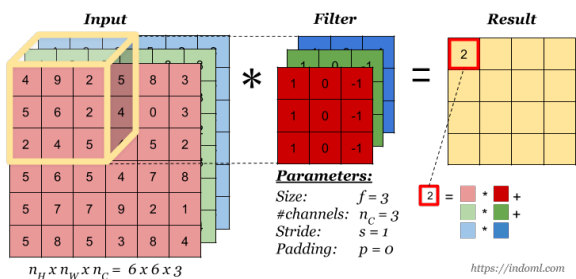 Input Filter Result
* =
4 9 2 5 8 3
5 6 2 4 0 3
2 4 5 5 2
5 6 5 4 7 8
5 7 7 9 2 1
5 8 5 3 8 4
1 0 -1
1 0 -1
1 0 -1
2
Parameters:
Size: f = 3
#channels: n_C = 3
Stride: s = 1
Padding: p = 0
2 = * +
* +
*
n_H x n_W x n_C = 6 x 6 x 3
https://indoml.com